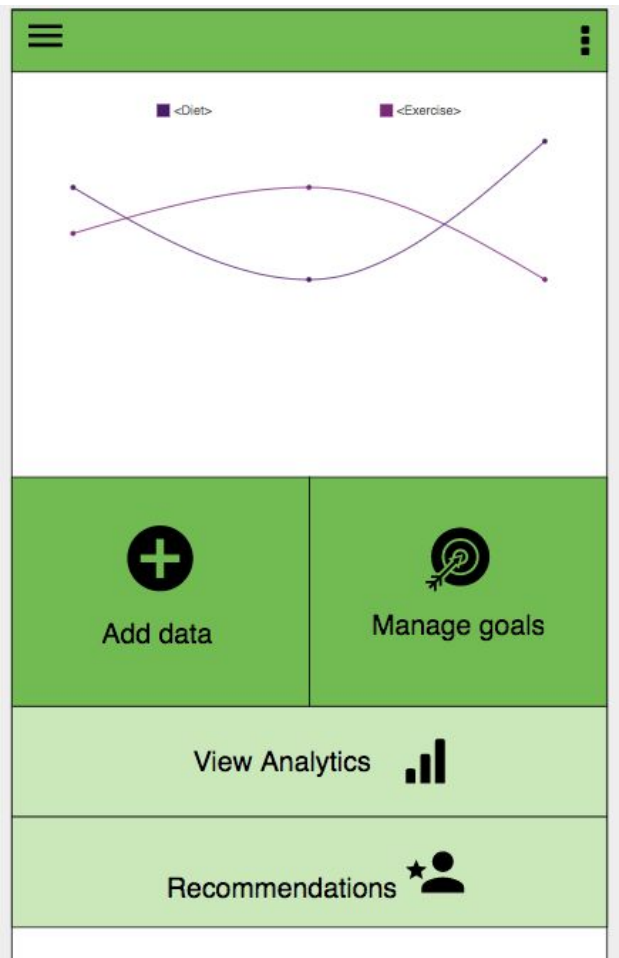 <Diet> <Exercise>
Add data
Manage goals
View Analytics
Recommendations